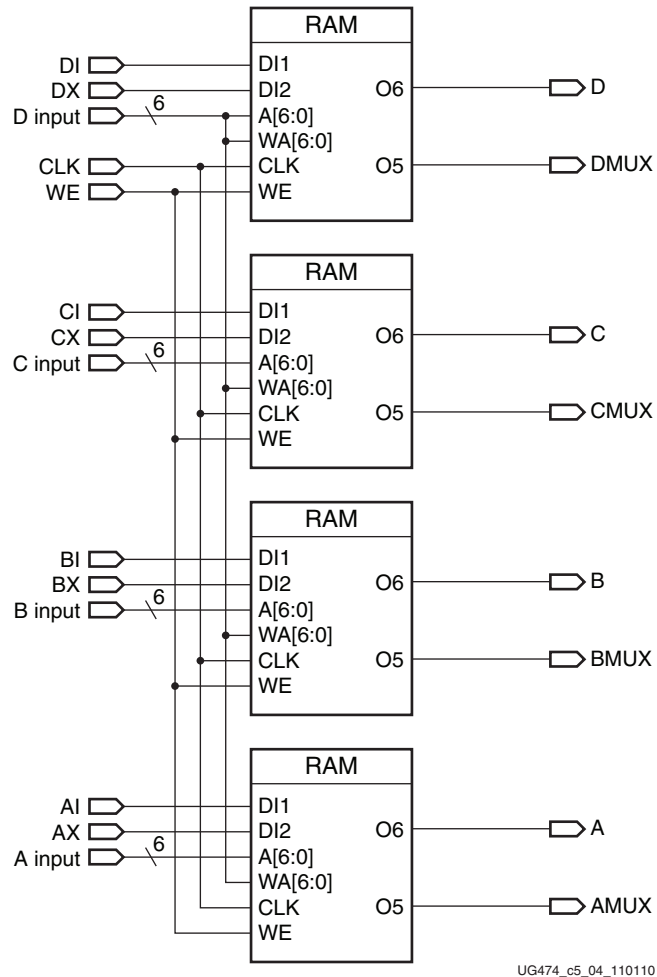 RAM
DI
DI1
DX
DI2
O6
D
D input
6
A[6:0]
WA[6:0]
CLK
CLK
O5
DMUX
WE
WE
RAM
CI
DI1
CX
DI2
O6
C
C input
6
A[6:0]
WA[6:0]
CLK
O5
CMUX
WE
RAM
BI
DI1
BX
DI2
O6
B
B input
6
A[6:0]
WA[6:0]
CLK
O5
BMUX
WE
RAM
AI
DI1
AX
DI2
O6
A
A input
6
A[6:0]
WA[6:0]
CLK
O5
AMUX
WE
UG474_c5_04_110110